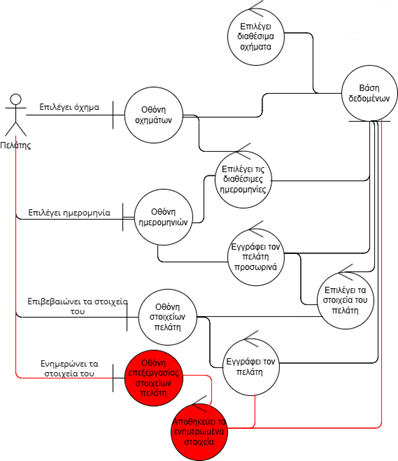 Επιλέγει
διαθέσιμα
οχήματα
Βάση
δεδομένων
Επιλέγει όχημα
Οθόνη
οχημάτων
Πελάτης
Επιλέγει τις
διαθέσιμες
ημερομηνίες
Επιλέγει ημερομηνία
Οθόνη
ημερομηνιών
Εγγράφει τον
πελάτη
προσωρινά
Επιλέγει τα
στοιχεία του
πελάτη
Επιβεβαιώνει τα στοιχεία
του
Οθόνη
στοιχείων
πελάτη
Εγγράφει τον
πελάτη
Ενημερώνει τα
στοιχεία του
Οθόνη
επεξεργασίας
στοιχείων
πελάτη
Αποθηκεύει τα
ενημερωμένα
στοιχεία